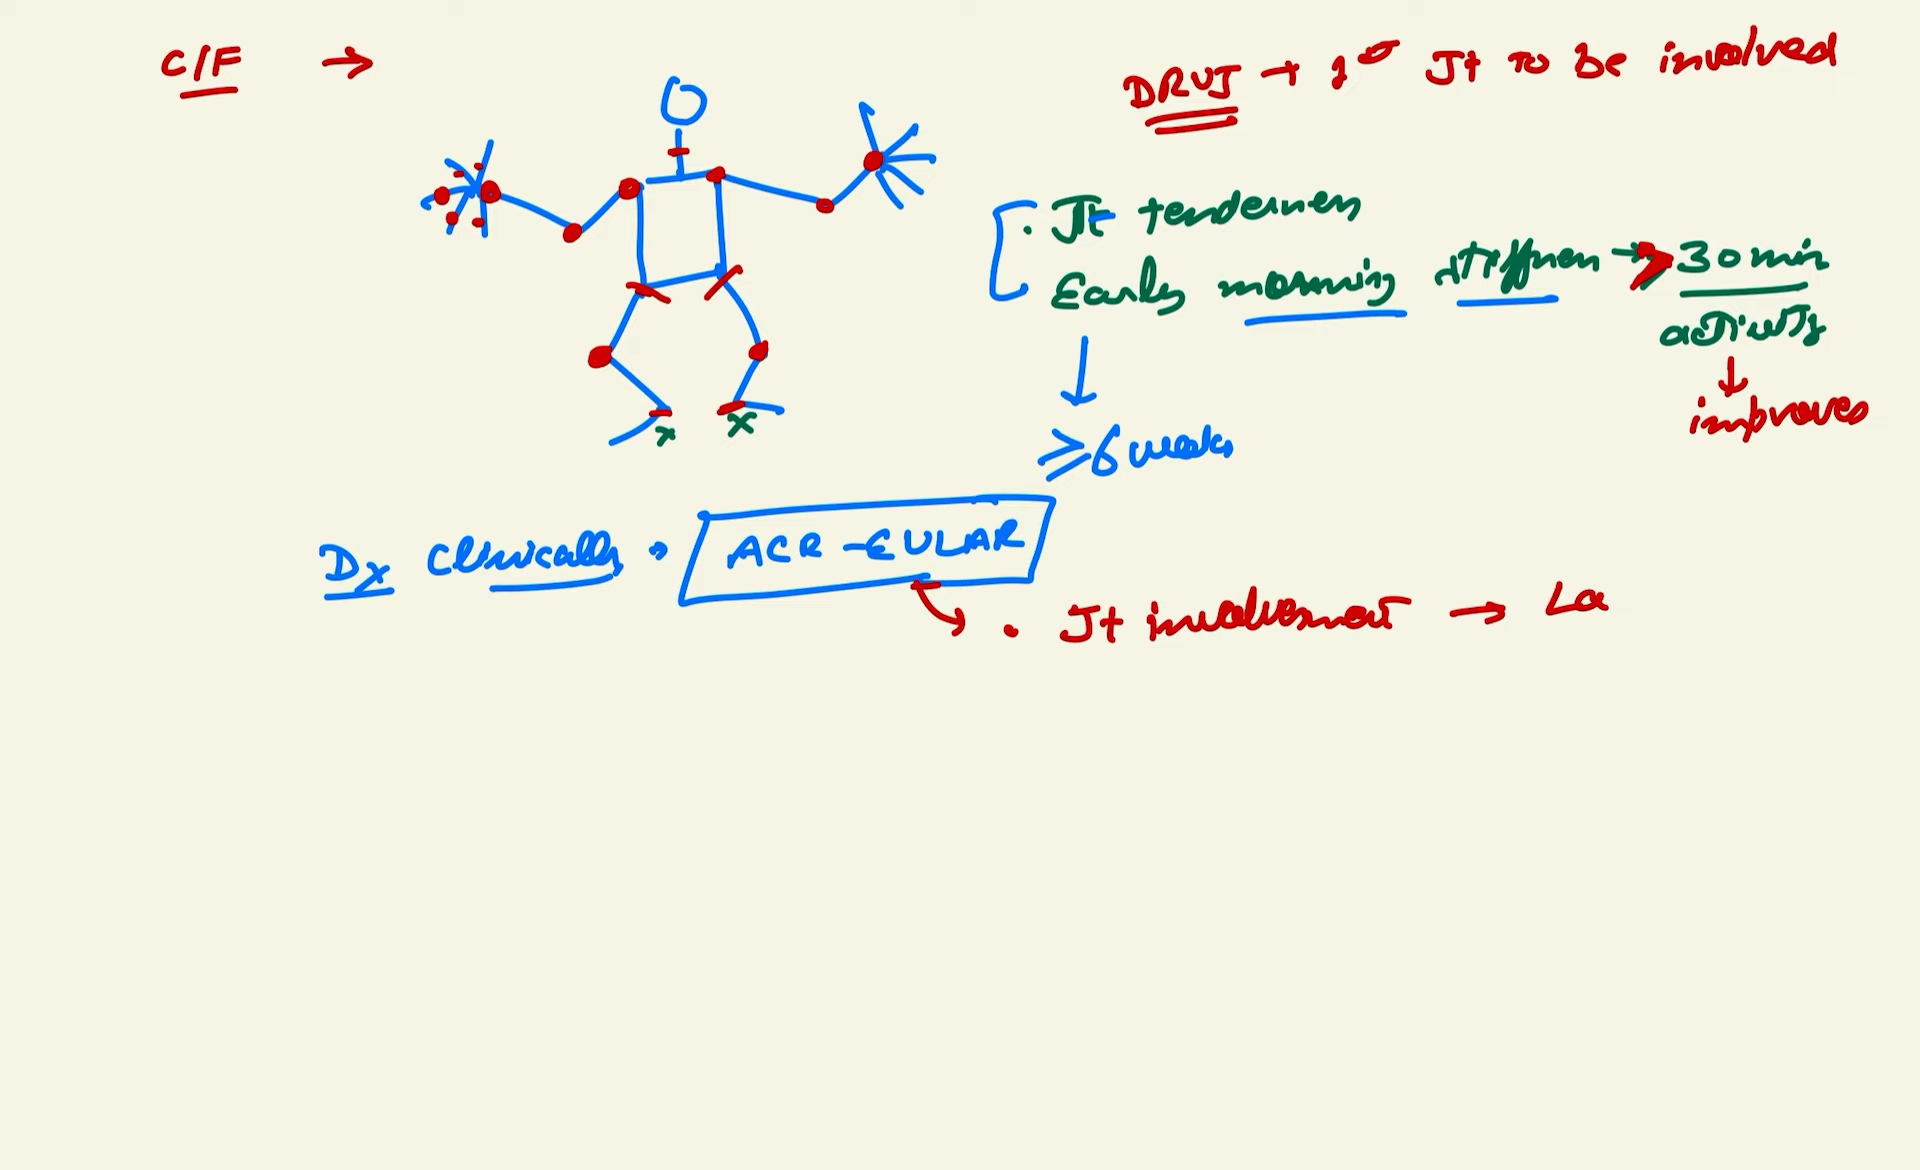 C/F →
DRUJ → 1º Jt to be involved
. Jt tenderness
Early morning stiffness → > 30 min
activity
↓
improves
↓
≥ 6 weeks
x x
Dx Clinically → ACR - EULAR
↳ . Jt involvement → La